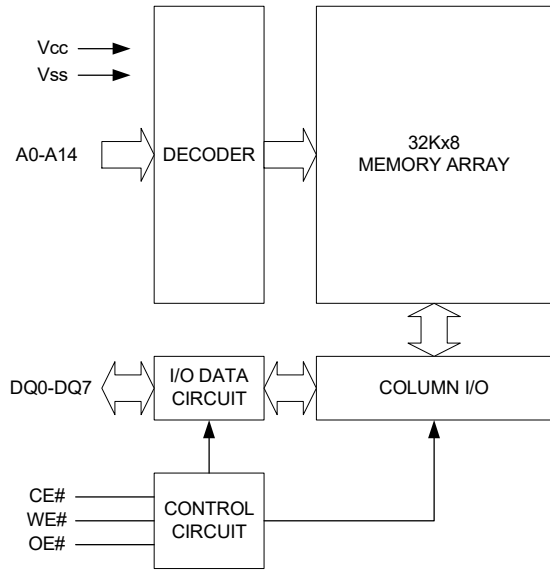 Vcc
Vss
A0-A14
DECODER
32Kx8
MEMORY ARRAY
DQ0-DQ7
I/O DATA
CIRCUIT
COLUMN I/O
CE#
WE#
OE#
CONTROL
CIRCUIT